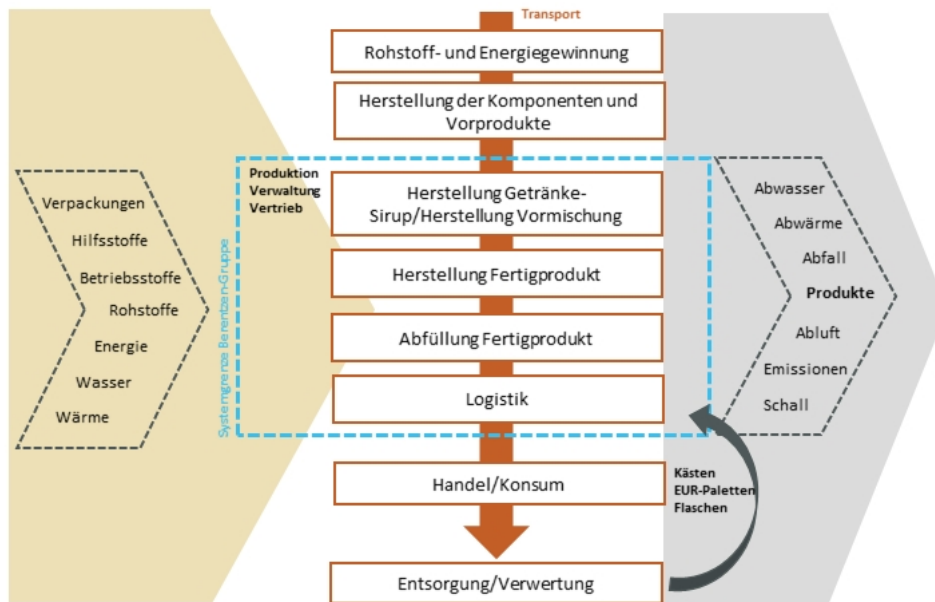 Transport
Rohstoff- und Energiegewinnung
Herstellung der Komponenten und
Vorprodukte
Systemgrenze Berentzen-Gruppe
Produktion
Verwaltung
Vertrieb
Herstellung Getränke-
Sirup/Herstellung Vormischung
Herstellung Fertigprodukt
Abfüllung Fertigprodukt
Logistik
Handel/Konsum
Entsorgung/Verwertung
Verpackungen
Hilfsstoffe
Betriebsstoffe
Rohstoffe
Energie
Wasser
Wärme
Abwasser
Abwärme
Abfall
Produkte
Abluft
Emissionen
Schall
Kästen
EUR-Paletten
Flaschen